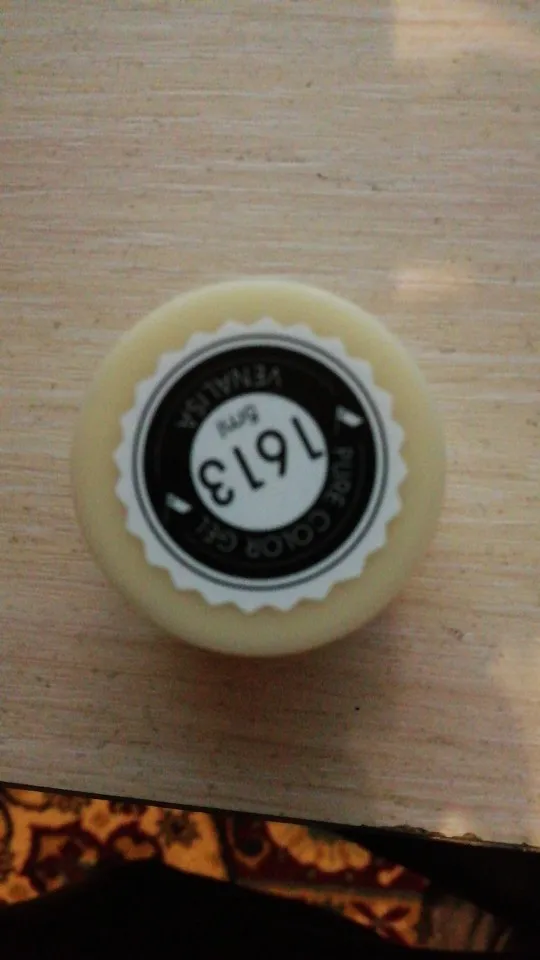 PURE COLOR GEL
1613
5ml
VENALISA